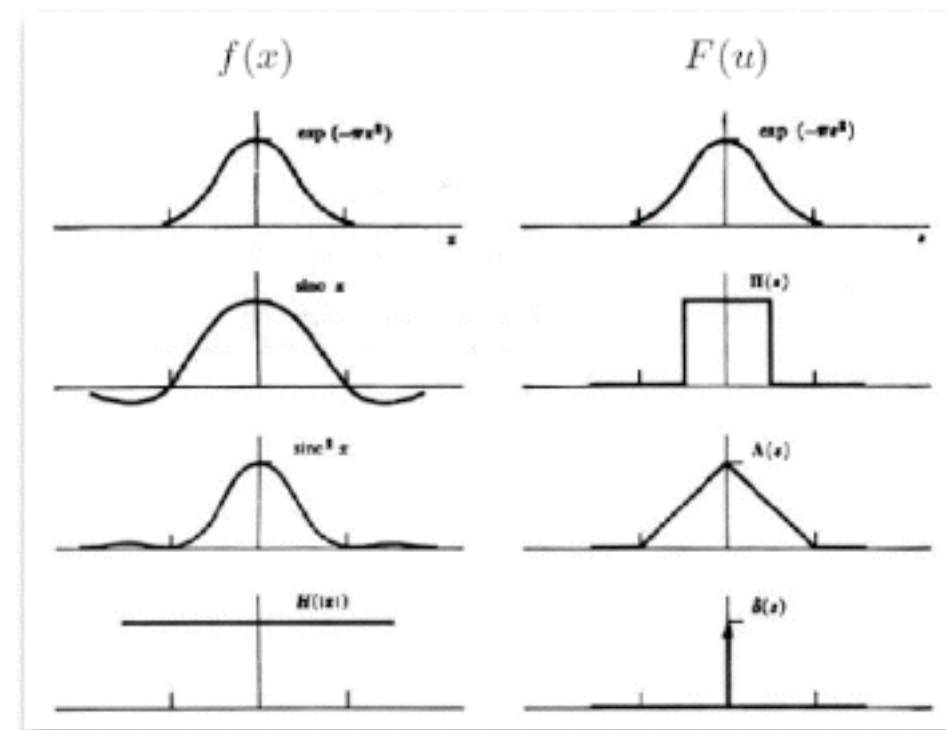 f(x) F(u)
exp (−πx²) exp (−πs²)
x s
sinc x Π(s)
sinc² x Λ(s)
H(|x|) δ(s)